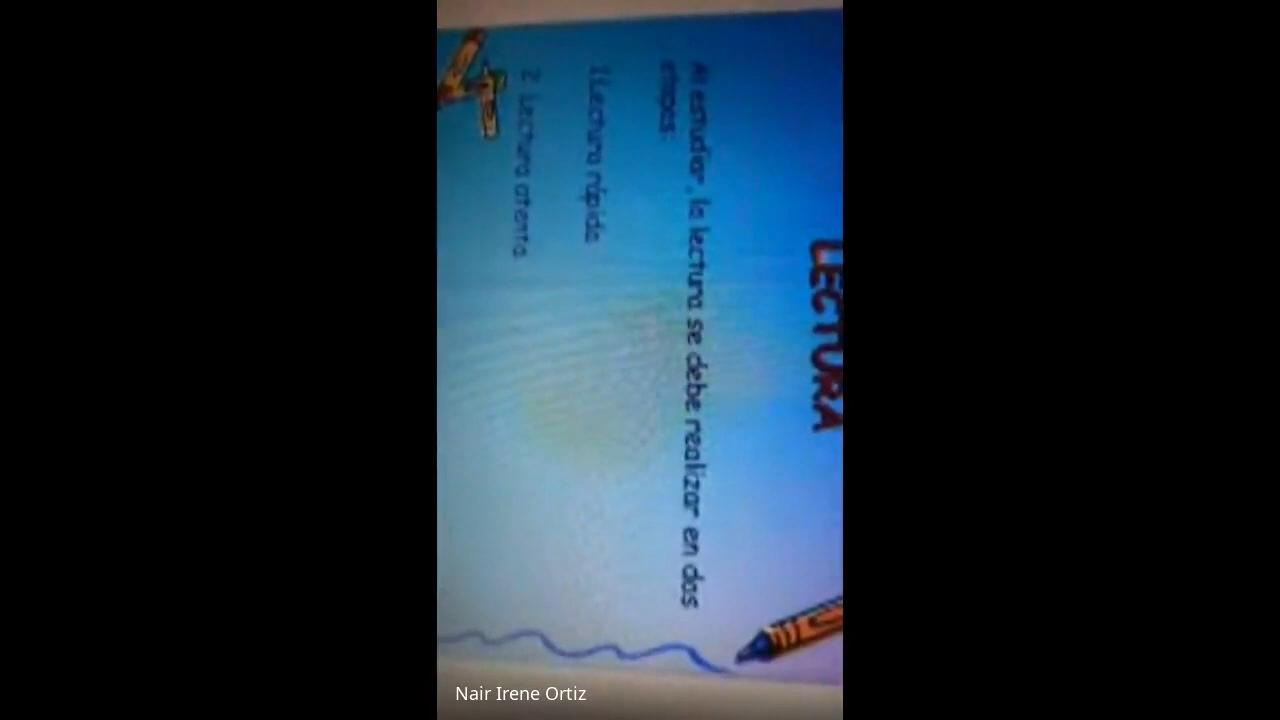 LECTURA
Al estudiar, la lectura se debe realizar en dos
etapas:
1 Lectura rápida
2. Lectura atenta
Nair Irene Ortiz